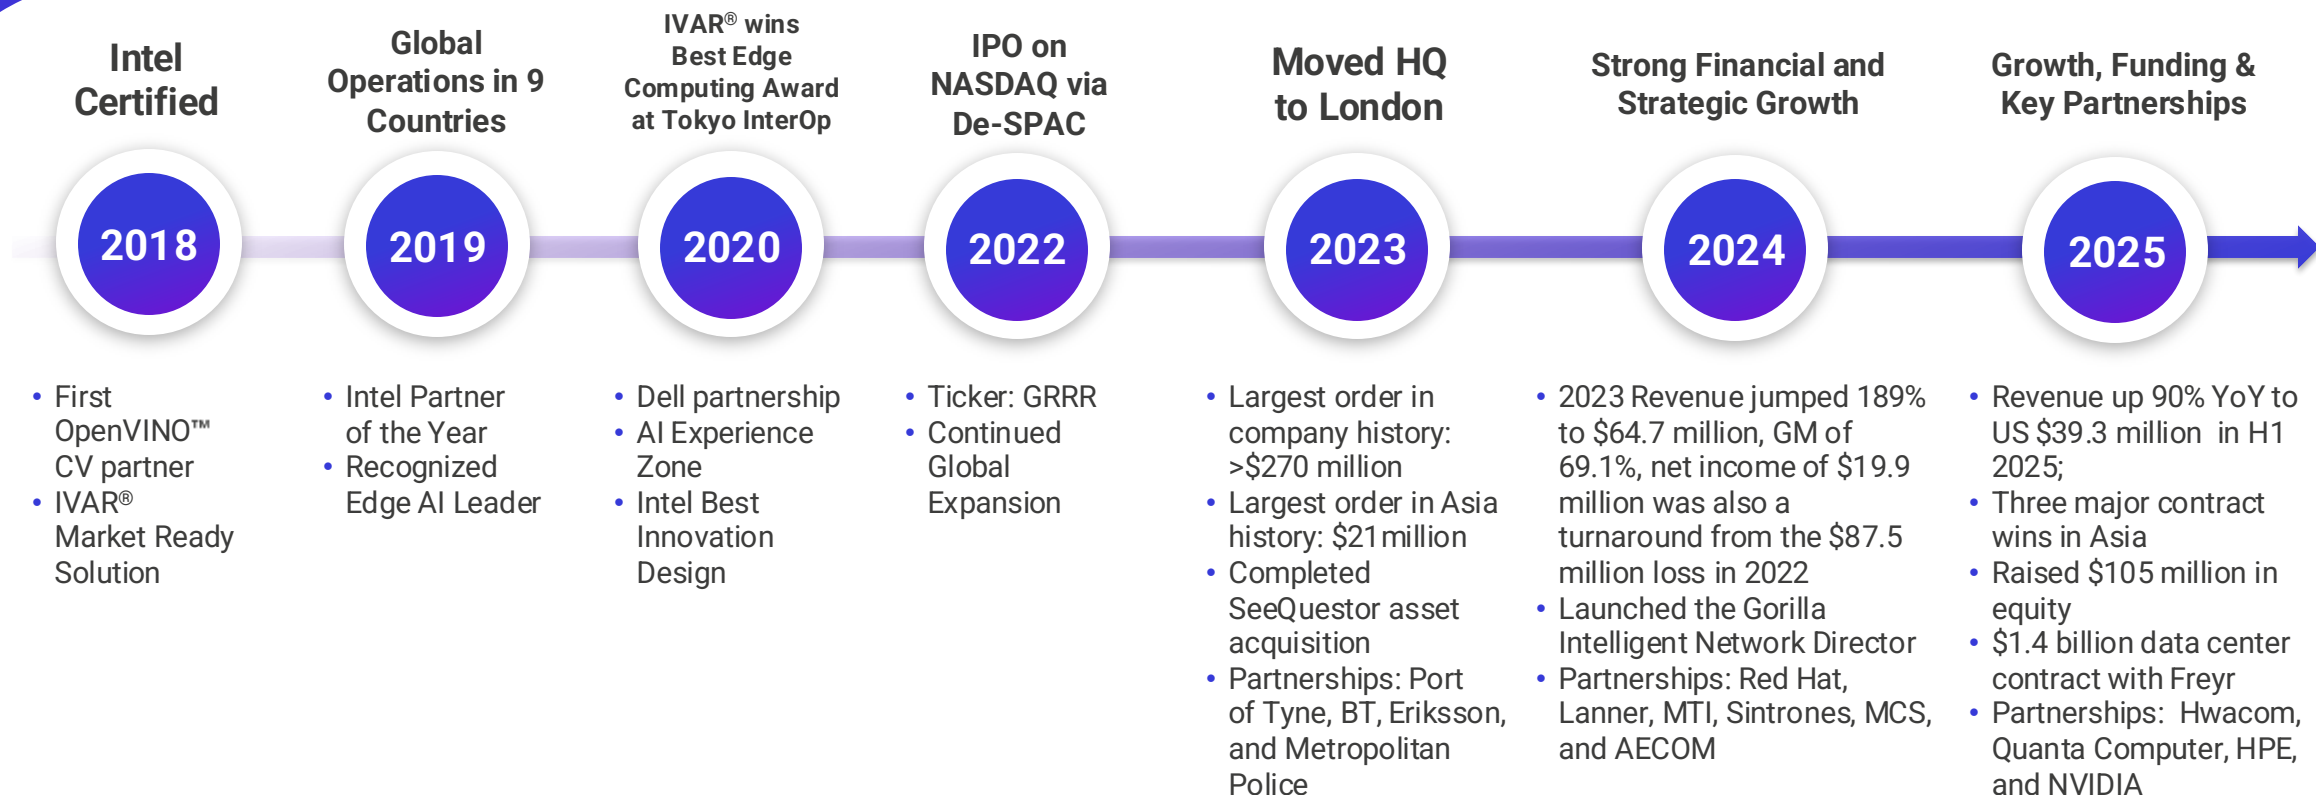 Intel
Certified
2018
• First
OpenVINO™
CV partner
• IVAR®
Market Ready
Solution
Global
Operations in 9
Countries
2019
• Intel Partner
of the Year
• Recognized
Edge AI Leader
IVAR® wins
Best Edge
Computing Award
at Tokyo InterOp
2020
• Dell partnership
• AI Experience
Zone
• Intel Best
Innovation
Design
IPO on
NASDAQ via
De-SPAC
2022
• Ticker: GRRR
• Continued
Global
Expansion
Moved HQ
to London
2023
• Largest order in
company history:
>$270 million
• Largest order in Asia
history: $21million
• Completed
SeeQuestor asset
acquisition
• Partnerships: Port
of Tyne, BT, Eriksson,
and Metropolitan
Police
Strong Financial and
Strategic Growth
2024
• 2023 Revenue jumped 189%
to $64.7 million, GM of
69.1%, net income of $19.9
million was also a
turnaround from the $87.5
million loss in 2022
• Launched the Gorilla
Intelligent Network Director
• Partnerships: Red Hat,
Lanner, MTI, Sintrones, MCS,
and AECOM
Growth, Funding &
Key Partnerships
2025
• Revenue up 90% YoY to
US $39.3 million in H1
2025;
• Three major contract
wins in Asia
• Raised $105 million in
equity
• $1.4 billion data center
contract with Freyr
• Partnerships: Hwacom,
Quanta Computer, HPE,
and NVIDIA